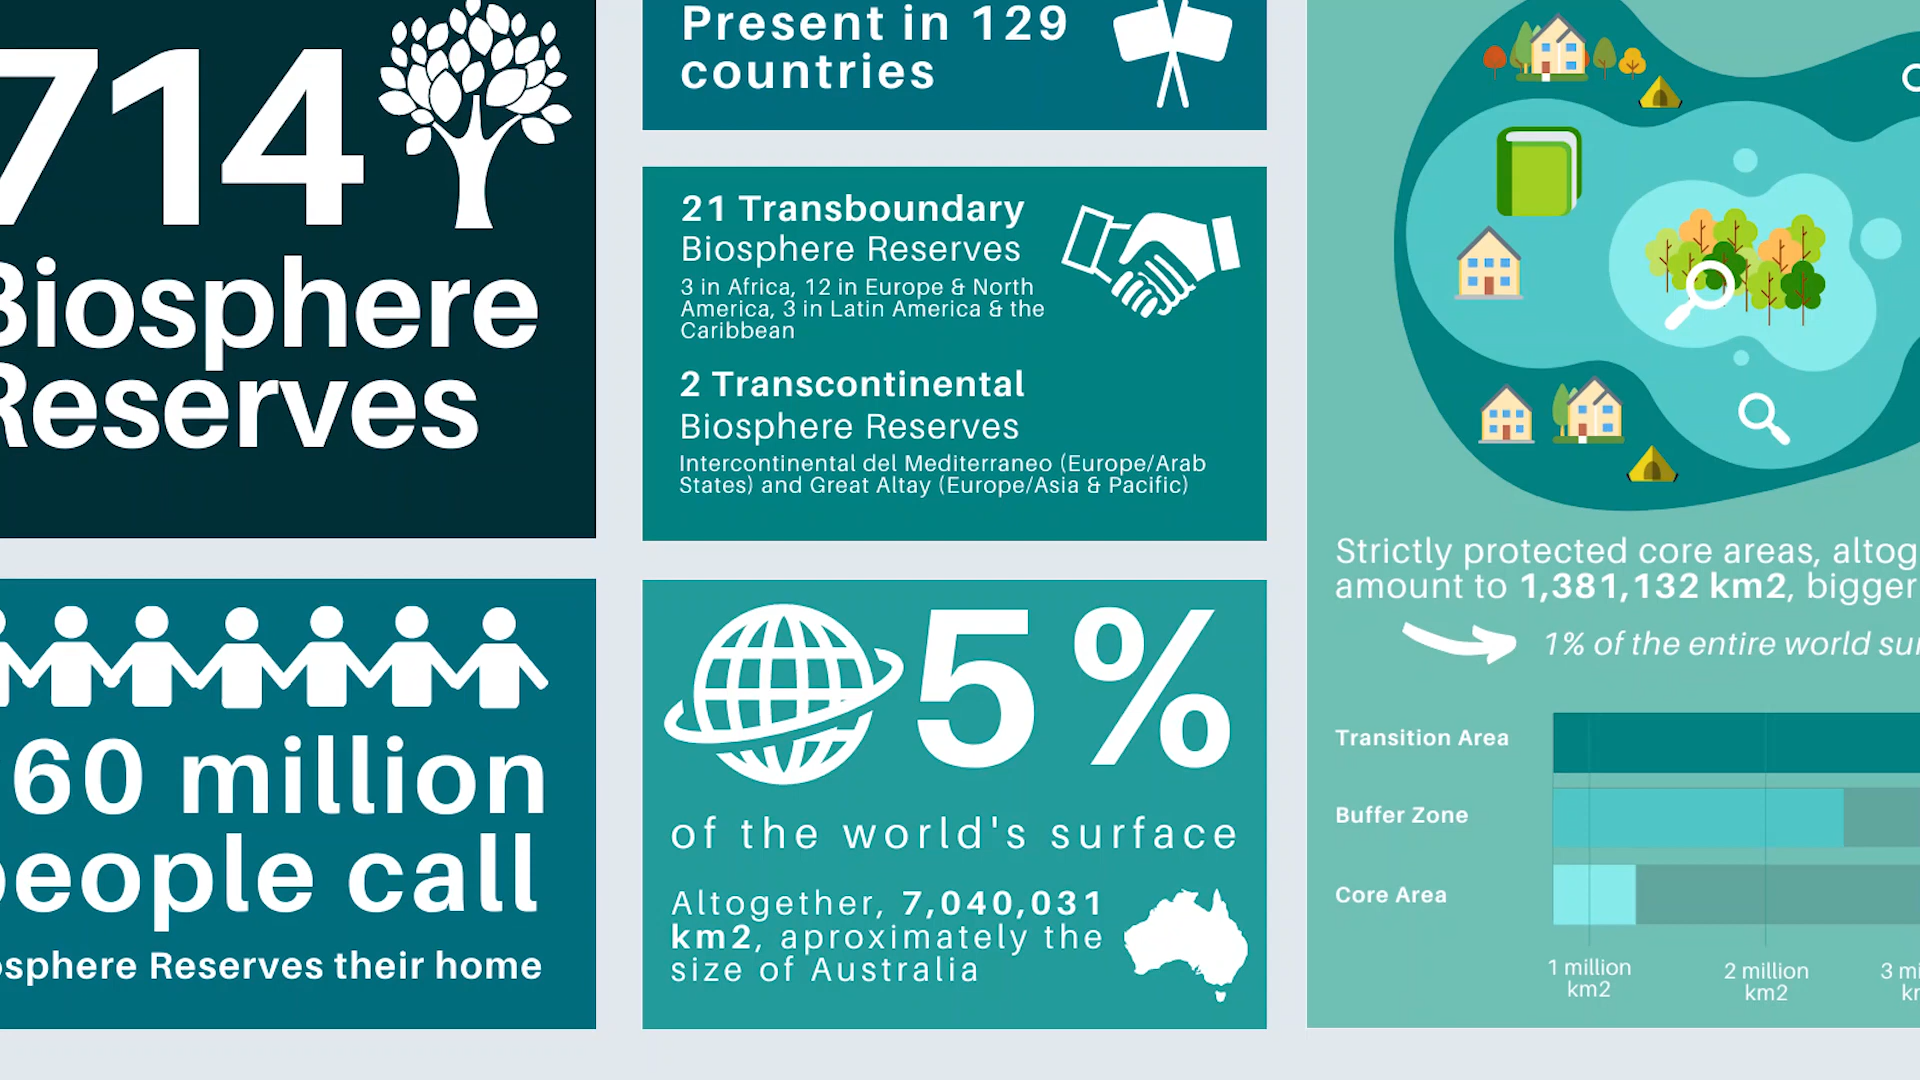 714
Biosphere
Reserves
60 million
people call
osphere Reserves their home
Present in 129
countries
21 Transboundary
Biosphere Reserves
3 in Africa, 12 in Europe & North
America, 3 in Latin America & the
Caribbean
2 Transcontinental
Biosphere Reserves
Intercontinental del Mediterraneo (Europe/Arab
States) and Great Altay (Europe/Asia & Pacific)
5%
of the world's surface
Altogether, 7,040,031
km2, aproximately the
size of Australia
Strictly protected core areas, altog
amount to 1,381,132 km2, bigger
1% of the entire world sur
Transition Area
Buffer Zone
Core Area
1 million
km2
2 million
km2
3 mi
km